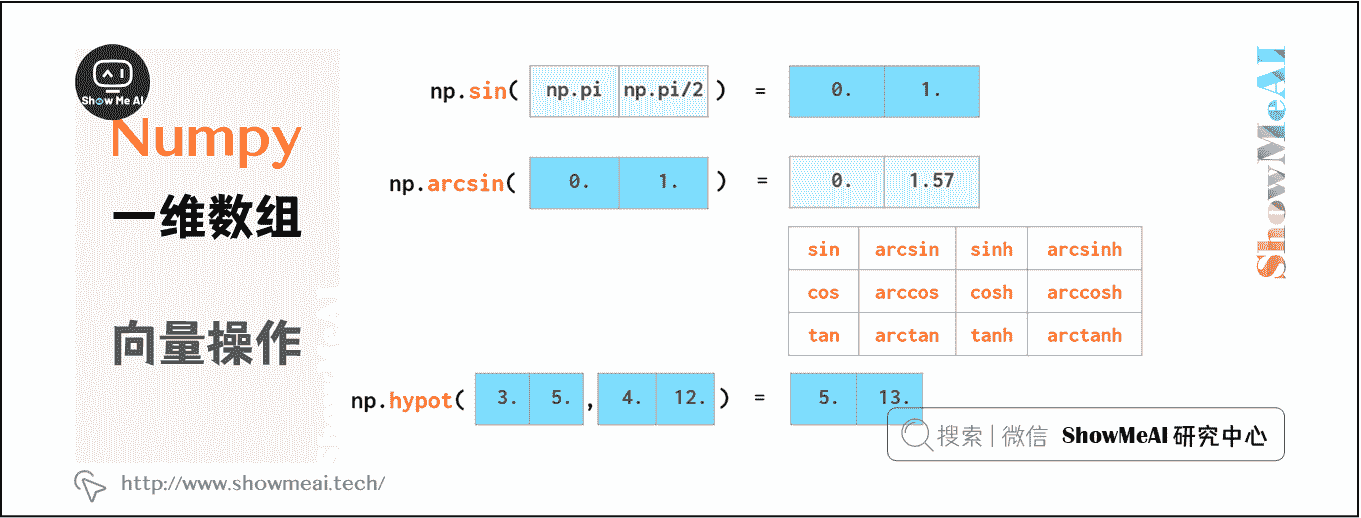 Show Me AI
Numpy
一维数组
向量操作
np.sin( np.pi np.pi/2 ) = 0. 1.
np.arcsin( 0. 1. ) = 0. 1.57
sin arcsin sinh arcsinh
cos arccos cosh arccosh
tan arctan tanh arctanh
np.hypot( 3. 5. , 4. 12. ) = 5. 13.
搜索 | 微信 ShowMeAI 研究中心
http://www.showmeai.tech/
ShowMeAI